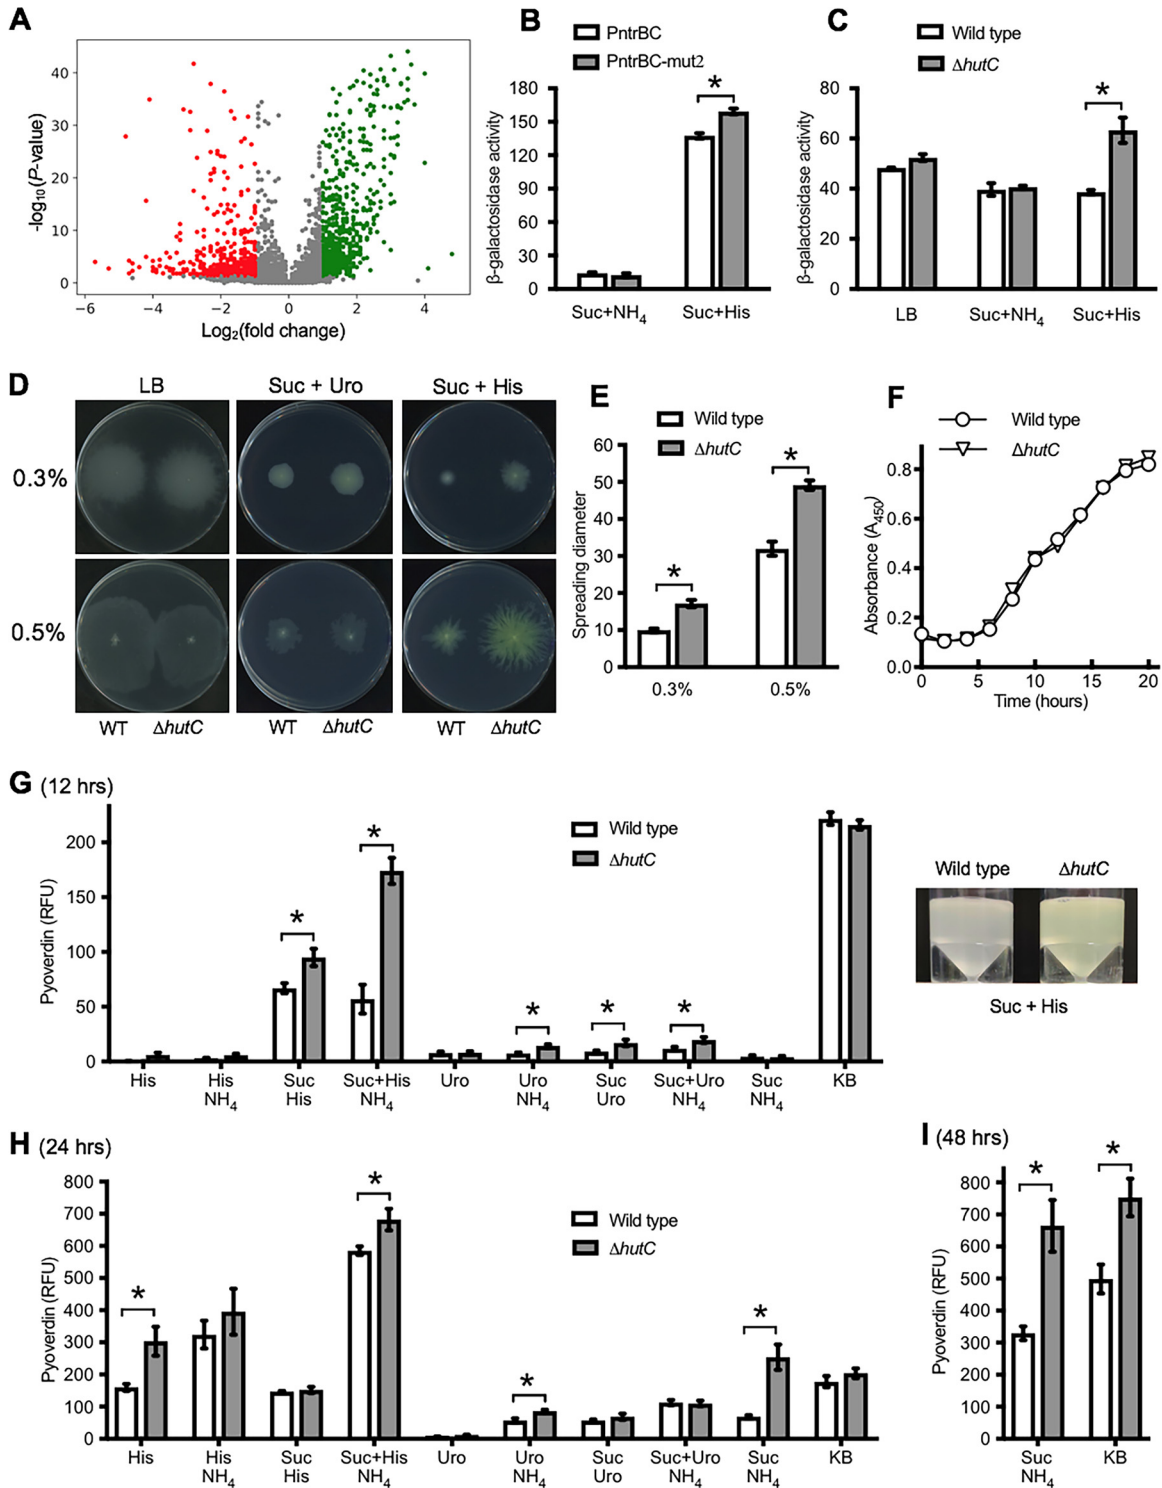 A
-log10(P-value)
40
30
20
10
0
−6
−4
−2
0
2
4
Log2(fold change)
B
PntrBC
PntrBC-mut2
β-galactosidase activity
180
150
120
90
60
30
0
*
Suc+NH4
Suc+His
C
Wild type
ΔhutC
β-galactosidase activity
80
60
40
20
0
*
LB
Suc+NH4
Suc+His
D
LB
Suc + Uro
Suc + His
0.3%
0.5%
WT
ΔhutC
WT
ΔhutC
WT
ΔhutC
E
Wild type
ΔhutC
Spreading diameter
60
50
40
30
20
10
0
*
*
0.3%
0.5%
F
Wild type
ΔhutC
Absorbance (A450)
0.8
0.6
0.4
0.2
0.0
0
5
10
15
20
Time (hours)
G (12 hrs)
Wild type
ΔhutC
Pyoverdin (RFU)
200
150
100
50
0
*
*
*
*
*
His
His NH4
Suc His
Suc+His NH4
Uro
Uro NH4
Suc Uro
Suc+Uro NH4
Suc NH4
KB
Wild type
ΔhutC
Suc + His
H (24 hrs)
Wild type
ΔhutC
Pyoverdin (RFU)
800
700
600
500
400
300
200
100
0
*
*
*
*
His
His NH4
Suc His
Suc+His NH4
Uro
Uro NH4
Suc Uro
Suc+Uro NH4
Suc NH4
KB
I (48 hrs)
Pyoverdin (RFU)
800
700
600
500
400
300
200
100
0
*
*
Suc NH4
KB